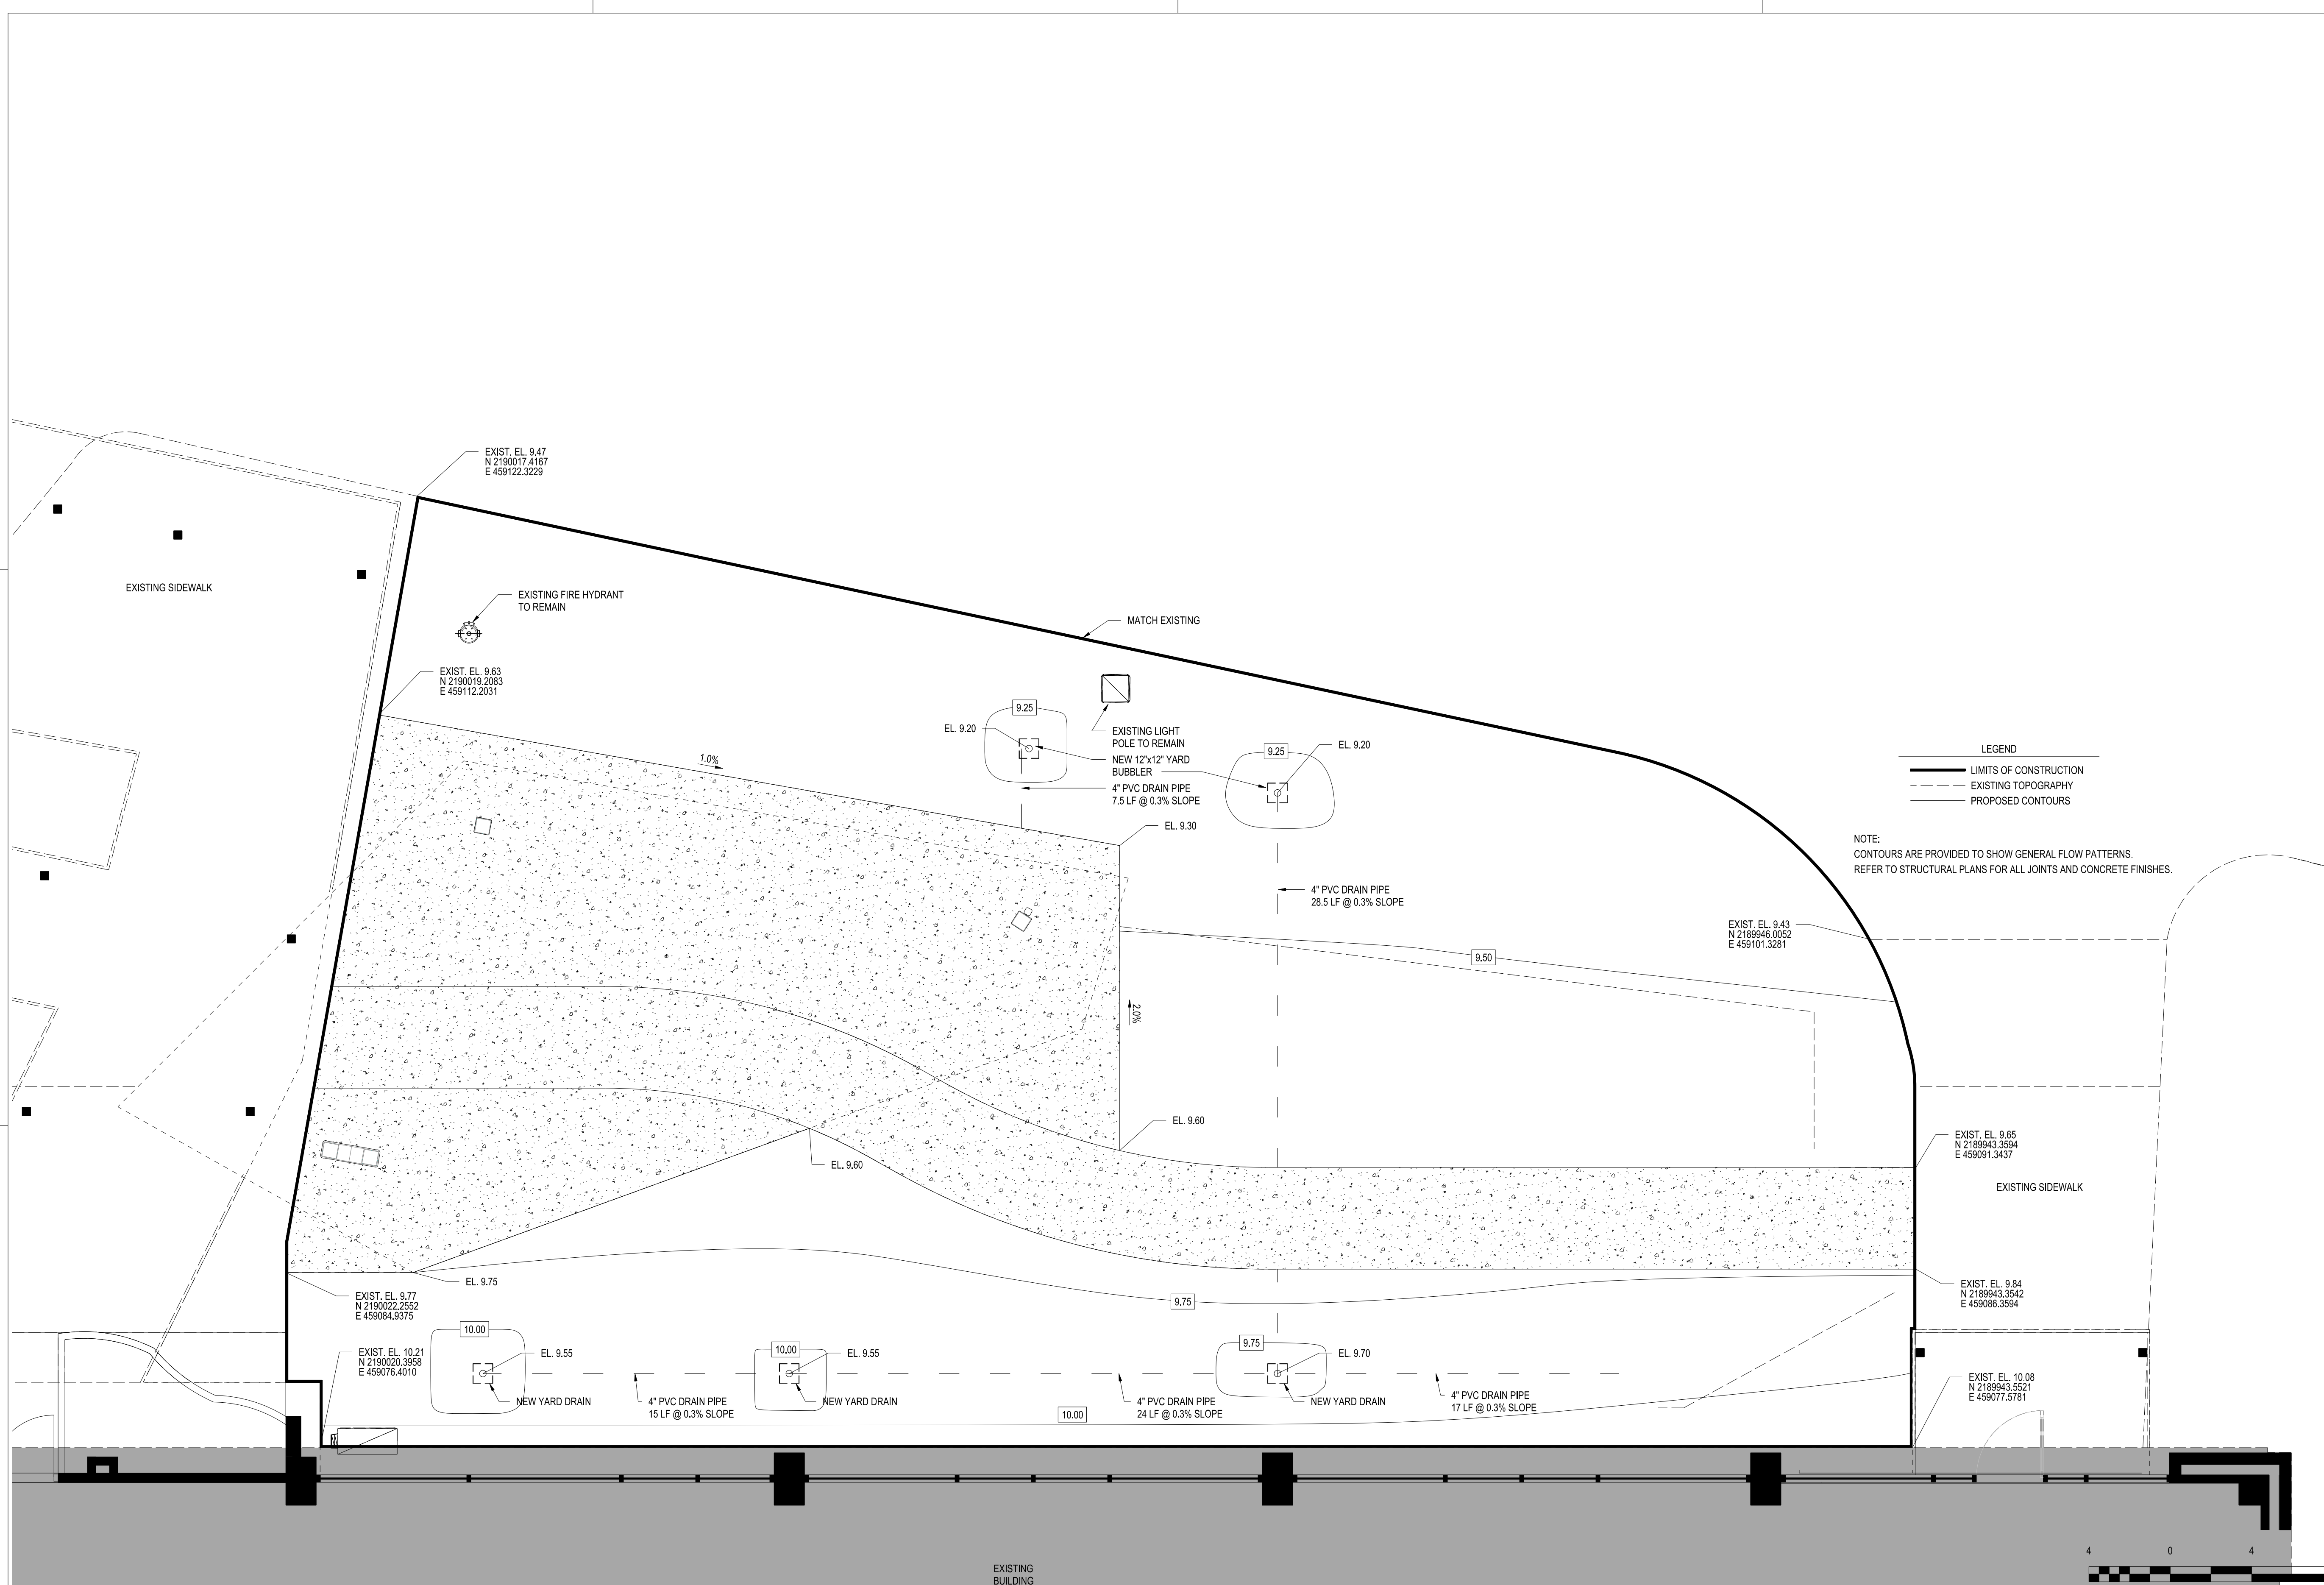 EXIST. EL. 9.47
N 2190017.4167
E 459122.3229
EXISTING SIDEWALK
EXISTING FIRE HYDRANT
TO REMAIN
MATCH EXISTING
EXIST. EL. 9.63
N 2190019.2083
E 459112.2031
9.25
EL. 9.20
EXISTING LIGHT
POLE TO REMAIN
NEW 12"x12" YARD
BUBBLER
4" PVC DRAIN PIPE
7.5 LF @ 0.3% SLOPE
9.25
EL. 9.20
1.0%
EL. 9.30
LEGEND
LIMITS OF CONSTRUCTION
EXISTING TOPOGRAPHY
PROPOSED CONTOURS
NOTE:
CONTOURS ARE PROVIDED TO SHOW GENERAL FLOW PATTERNS.
REFER TO STRUCTURAL PLANS FOR ALL JOINTS AND CONCRETE FINISHES.
4" PVC DRAIN PIPE
28.5 LF @ 0.3% SLOPE
EXIST. EL. 9.43
N 2189946.0052
E 459101.3281
9.50
2.0%
EL. 9.60
EL. 9.60
EXIST. EL. 9.65
N 2189943.3594
E 459091.3437
EXISTING SIDEWALK
EL. 9.75
EXIST. EL. 9.77
N 2190022.2552
E 459084.9375
9.75
EXIST. EL. 9.84
N 2189943.3542
E 459086.3594
EXIST. EL. 10.21
N 2190020.3958
E 459076.4010
10.00
EL. 9.55
NEW YARD DRAIN
4" PVC DRAIN PIPE
15 LF @ 0.3% SLOPE
10.00
EL. 9.55
NEW YARD DRAIN
10.00
4" PVC DRAIN PIPE
24 LF @ 0.3% SLOPE
9.75
EL. 9.70
NEW YARD DRAIN
4" PVC DRAIN PIPE
17 LF @ 0.3% SLOPE
EXIST. EL. 10.08
N 2189943.5521
E 459077.5781
EXISTING
BUILDING
4 0 4